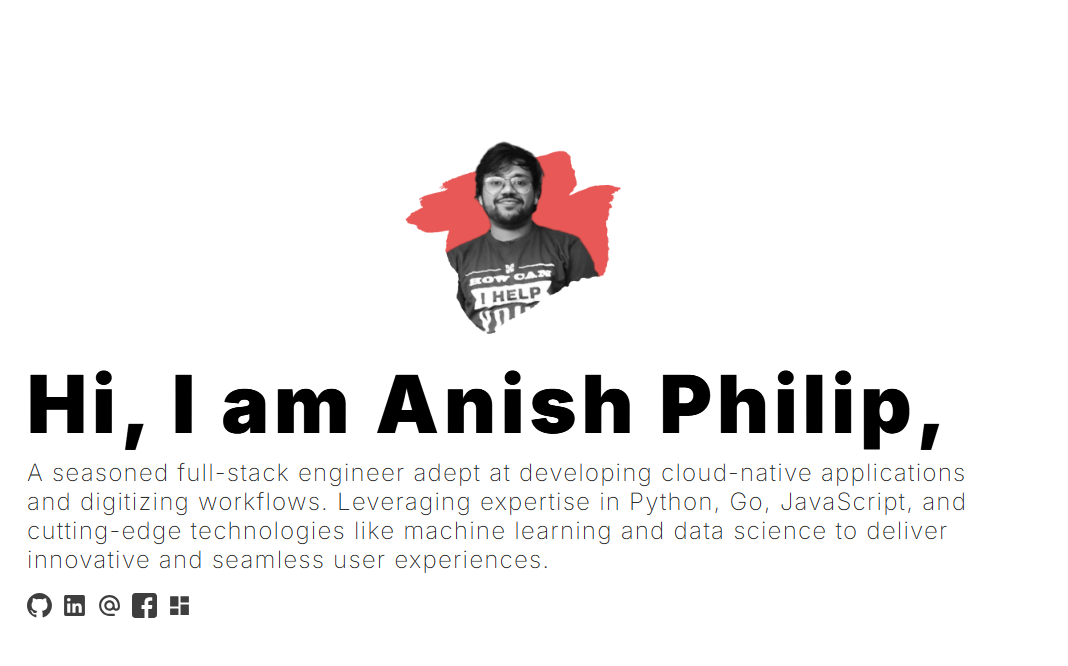 HOW CAN
I HELP
Hi, I am Anish Philip,
A seasoned full-stack engineer adept at developing cloud-native applications
and digitizing workflows. Leveraging expertise in Python, Go, JavaScript, and
cutting-edge technologies like machine learning and data science to deliver
innovative and seamless user experiences.